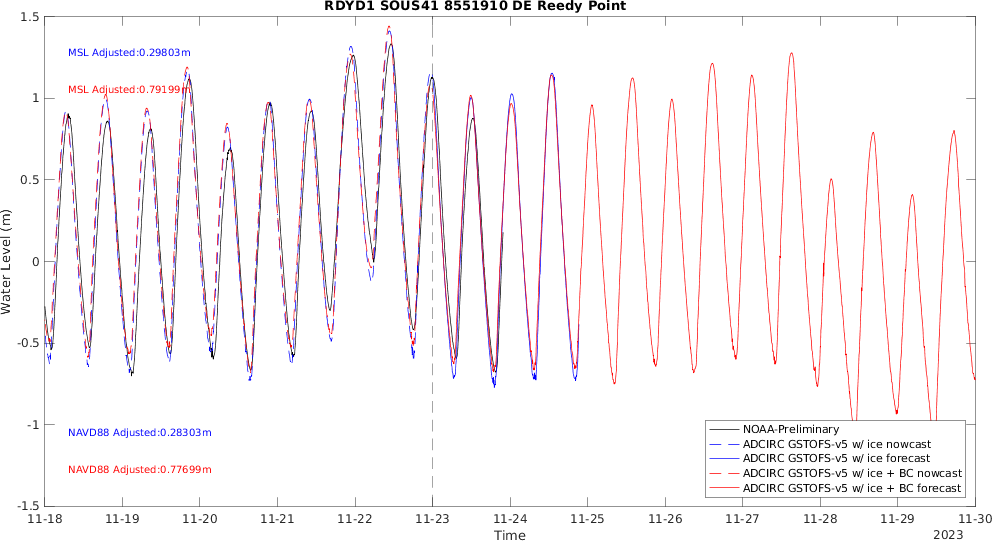 RDYD1 SOUS41 8551910 DE Reedy Point
1.5
1
0.5
0
-0.5
-1
-1.5
Water Level (m)
MSL Adjusted:0.29803m
MSL Adjusted:0.79199m
NAVD88 Adjusted:0.28303m
NAVD88 Adjusted:0.77699m
NOAA-Preliminary
ADCIRC GSTOFS-v5 w/ ice nowcast
ADCIRC GSTOFS-v5 w/ ice forecast
ADCIRC GSTOFS-v5 w/ ice + BC nowcast
ADCIRC GSTOFS-v5 w/ ice + BC forecast
11-18 11-19 11-20 11-21 11-22 11-23 11-24 11-25 11-26 11-27 11-28 11-29 11-30
Time
2023